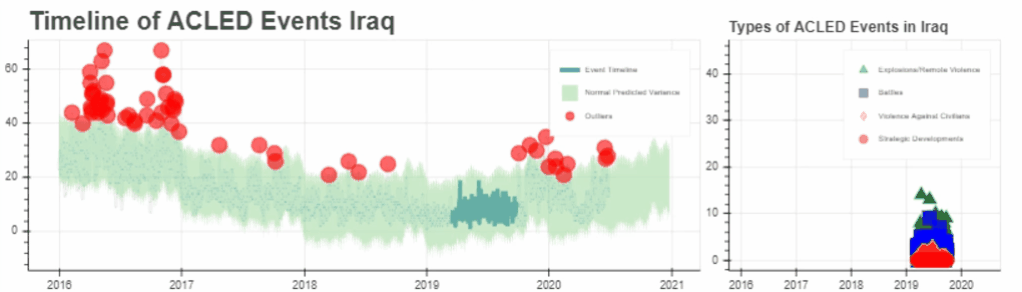 Timeline of ACLED Events Iraq
60
40
20
0
2016
2017
2018
2019
2020
2021
Event Timeline
Normal Predicted Variance
Outliers
Types of ACLED Events in Iraq
40
30
20
10
0
2016
2017
2018
2019
2020
Explosions/Remote Violence
Battles
Violence Against Civilians
Strategic Developments